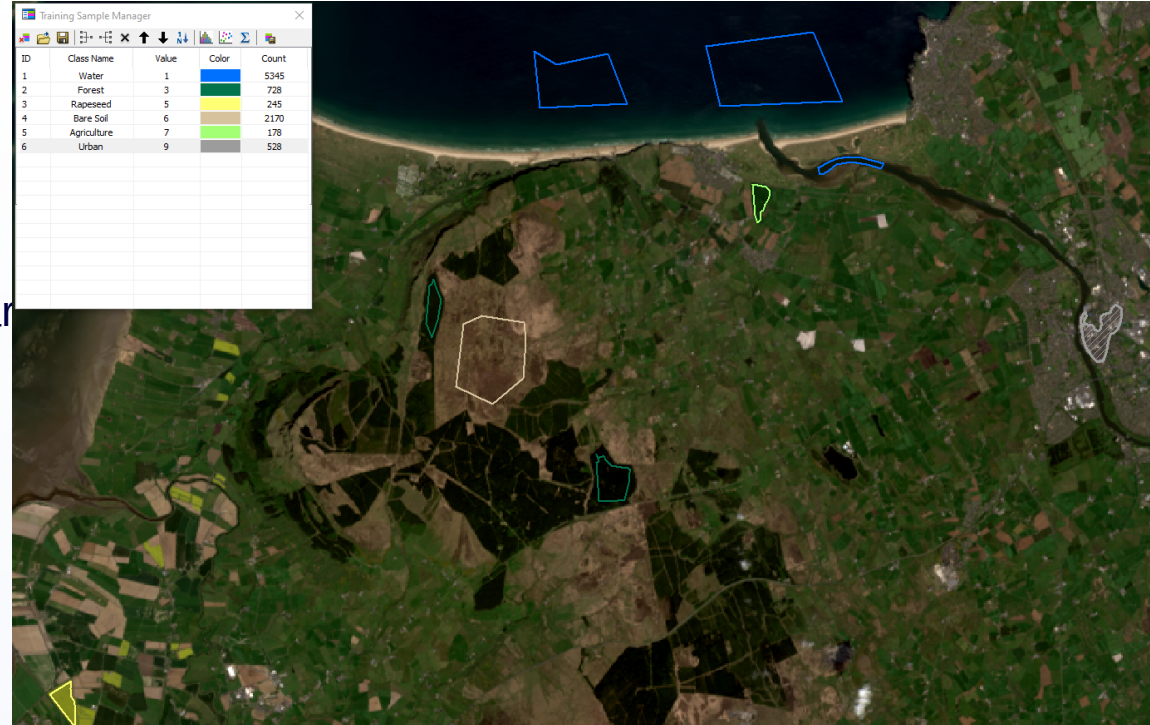 Training Sample Manager
ID Class Name Value Color Count
1 Water 1 5345
2 Forest 3 728
3 Rapeseed 5 245
4 Bare Soil 6 2170
5 Agriculture 7 178
6 Urban 9 528